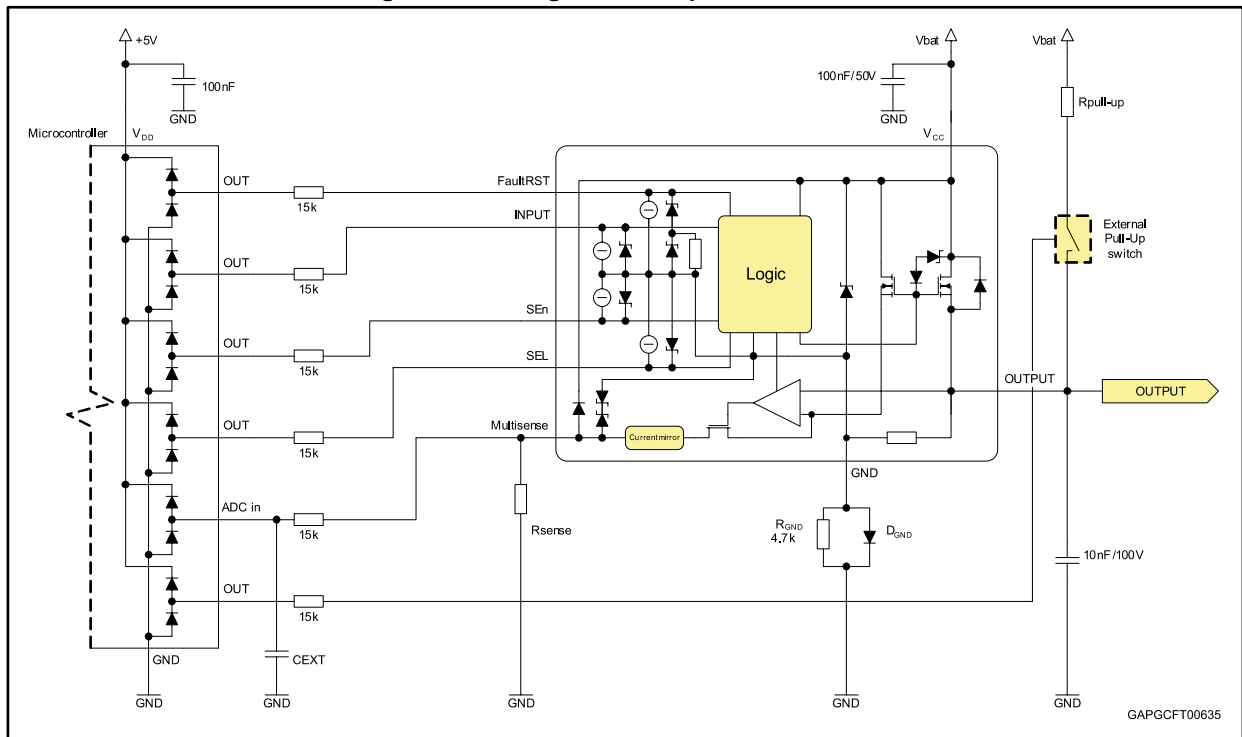 +5V
100nF
GND
Microcontroller
VDD
OUT
15k
OUT
15k
OUT
15k
OUT
15k
ADC in
15k
OUT
15k
GND
CEXT
GND
GND
Rsense
GND
FaultRST
INPUT
SEn
SEL
Multisense
Vbat
100nF/50V
GND
VCC
Logic
Currentmirror
OUTPUT
GND
RGND
4.7k
DGND
GND
Vbat
Rpull-up
External
Pull-Up
switch
OUTPUT
10nF/100V
GND
GAPGCFT00635